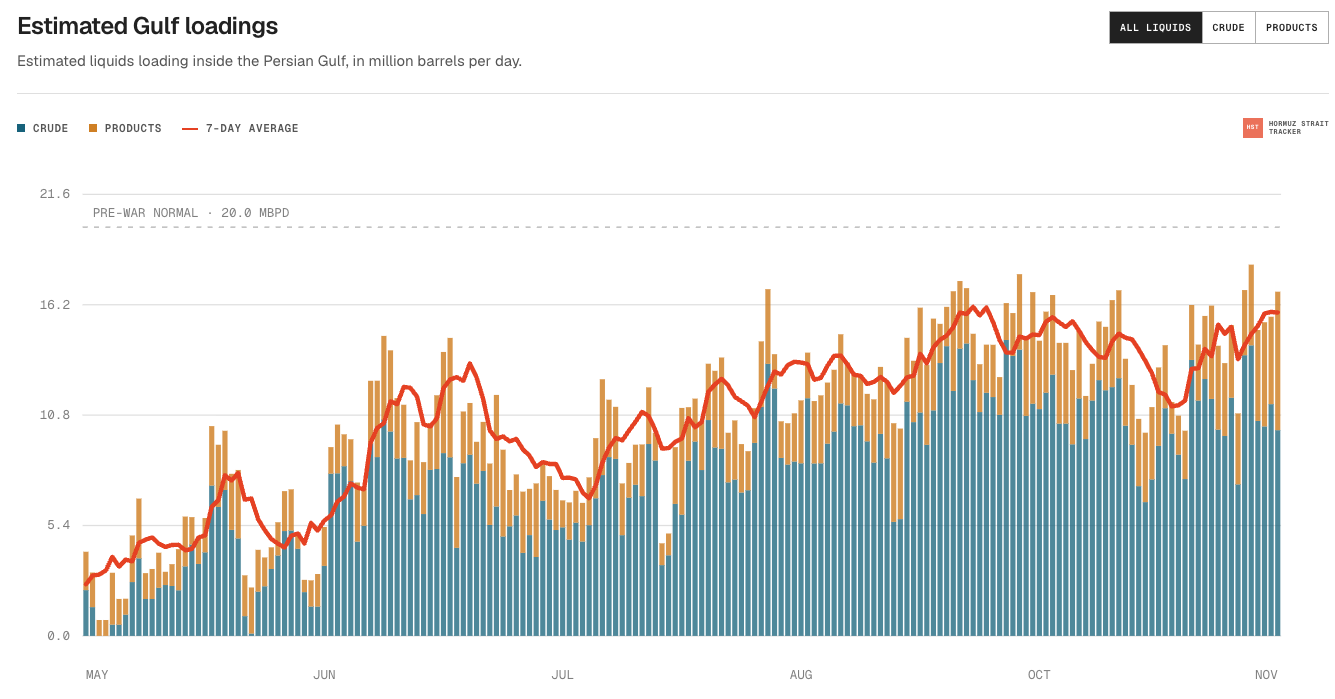 Estimated Gulf loadings
ALL LIQUIDS CRUDE PRODUCTS
Estimated liquids loading inside the Persian Gulf, in million barrels per day.
CRUDE PRODUCTS 7-DAY AVERAGE
HST HORMUZ STRAIT
TRACKER
21.6
PRE-WAR NORMAL · 20.0 MBPD
16.2
10.8
5.4
0.0
MAY JUN JUL AUG OCT NOV